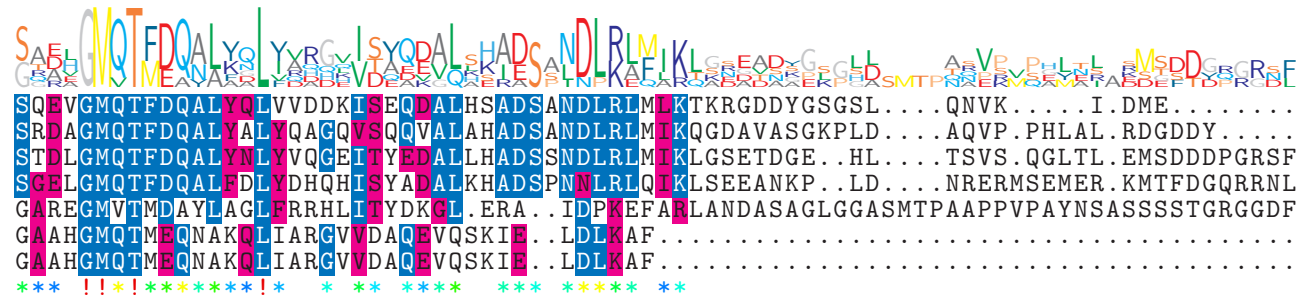 SQEVGMQTFDQALYQLVVDDKISEQDALHSADSANDLRLMLKTKRGDDYGSGSL....QNVK.....I.DME........
SRDAGMQTFDQALYALYQAGQVSQQVALAHADSANDLRLMIKQGDAVASGKPLD....AQVP.PHLAL.RDGDDY.....
STDLGMQTFDQALYNLYVQGEITYEDALLHADSSNDLRLMIKLGSETDGE..HL....TSVS.QGLTL.EMSDDDPGRSF
SGELGMQTFDQALFDLYDHQHISYADALKHADSPNNLRLQIKLSEEANKP..LD....NRERMSEMER.KMTFDGQRRNL
GAREGMVTMDAYLAGLFRRHLITYDKGL.ERA..IDPKEFARLANDASAGLGGASMTPAAPPVPAYNSASSSSTGRGGDF
GAAHGMQTMEQNAKQLIARGVVDAQEVQSKIE..LDLKAF........................................
GAAHGMQTMEQNAKQLIARGVVDAQEVQSKIE..LDLKAF........................................
*** !!*!*******!*  * ** ****  *** ***** **